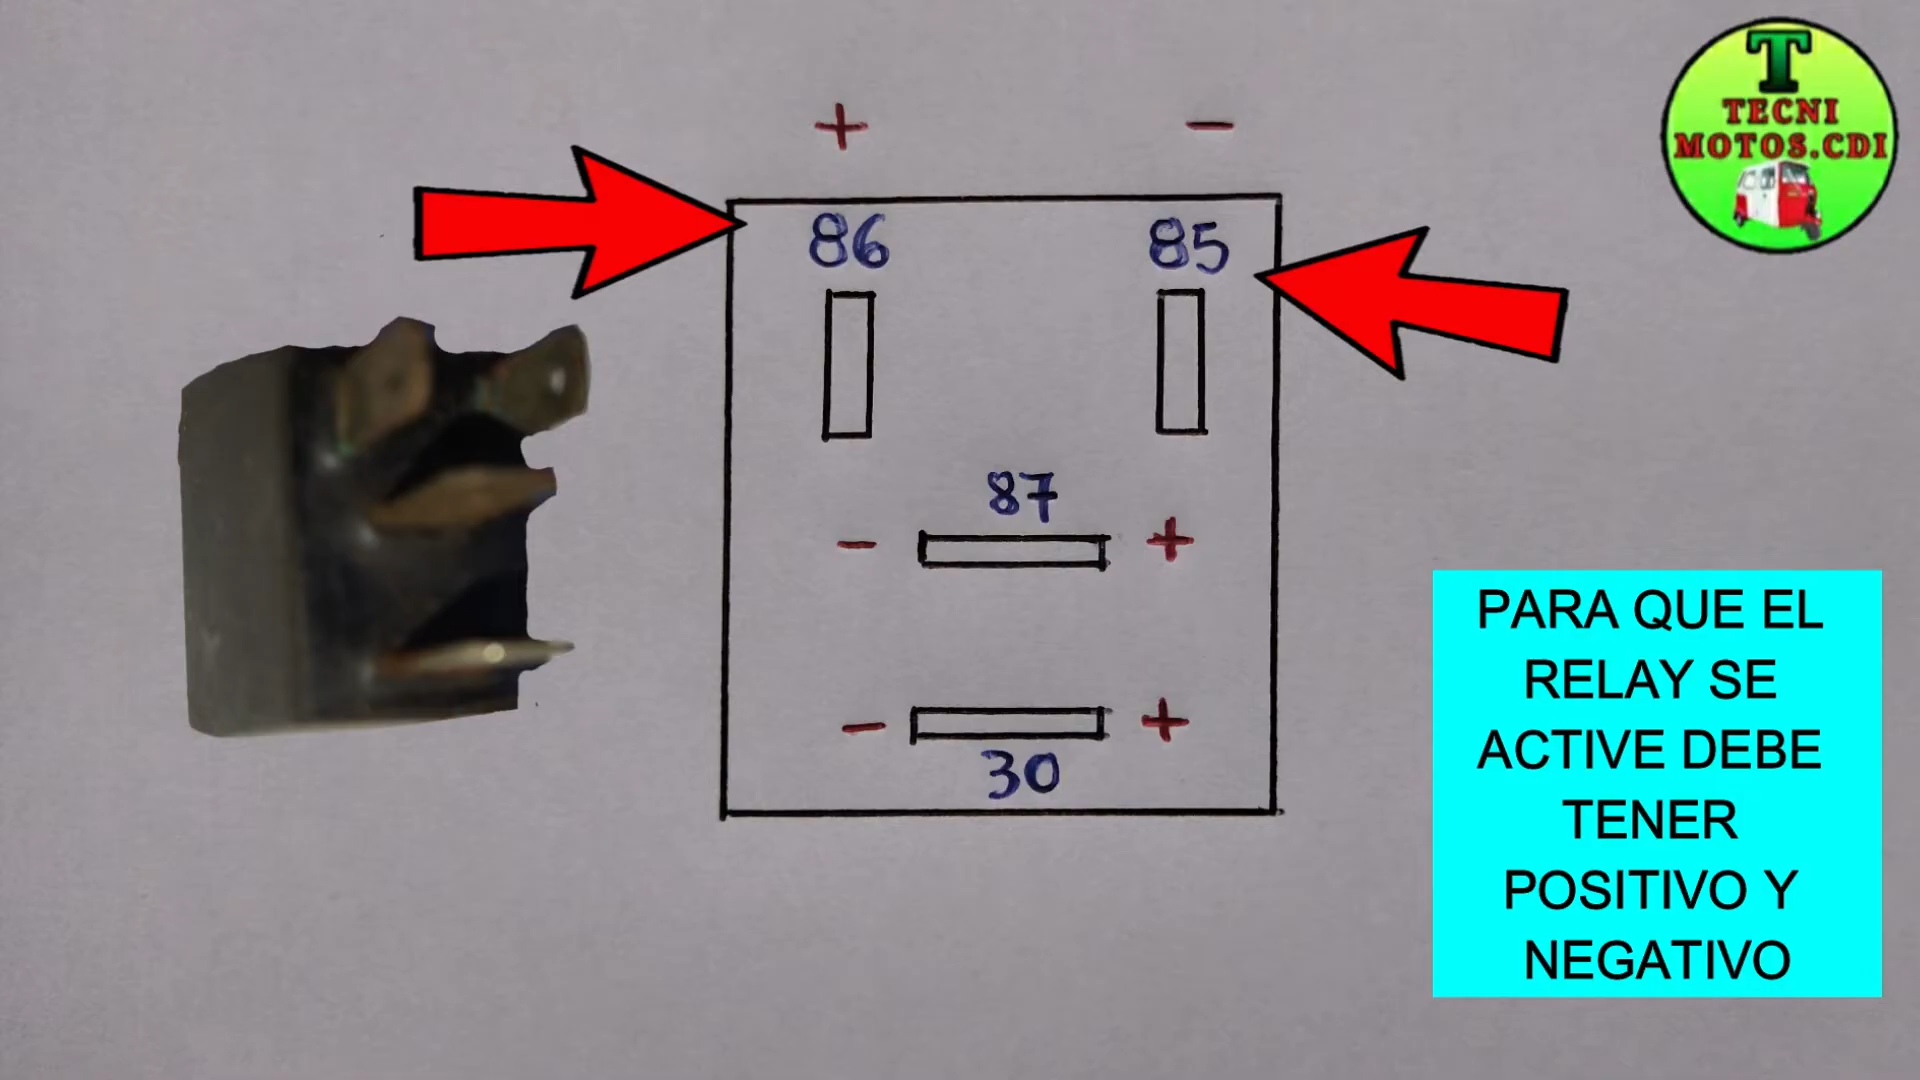 + −
86 85
87
− +
− +
30
T
TECNI
MOTOS.CDI
PARA QUE EL
RELAY SE
ACTIVE DEBE
TENER
POSITIVO Y
NEGATIVO